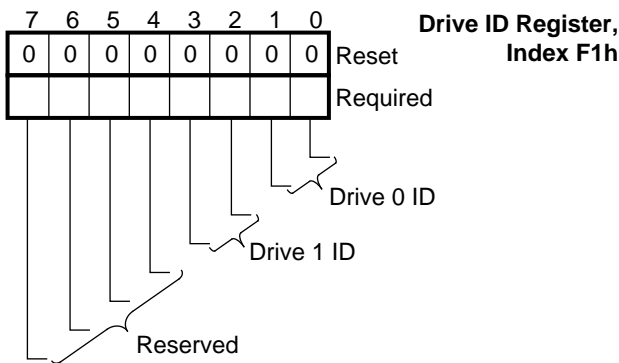 7 6 5 4 3 2 1 0
Drive ID Register,
Index F1h
0 0 0 0 0 0 0 0 Reset
Required
Drive 0 ID
Drive 1 ID
Reserved